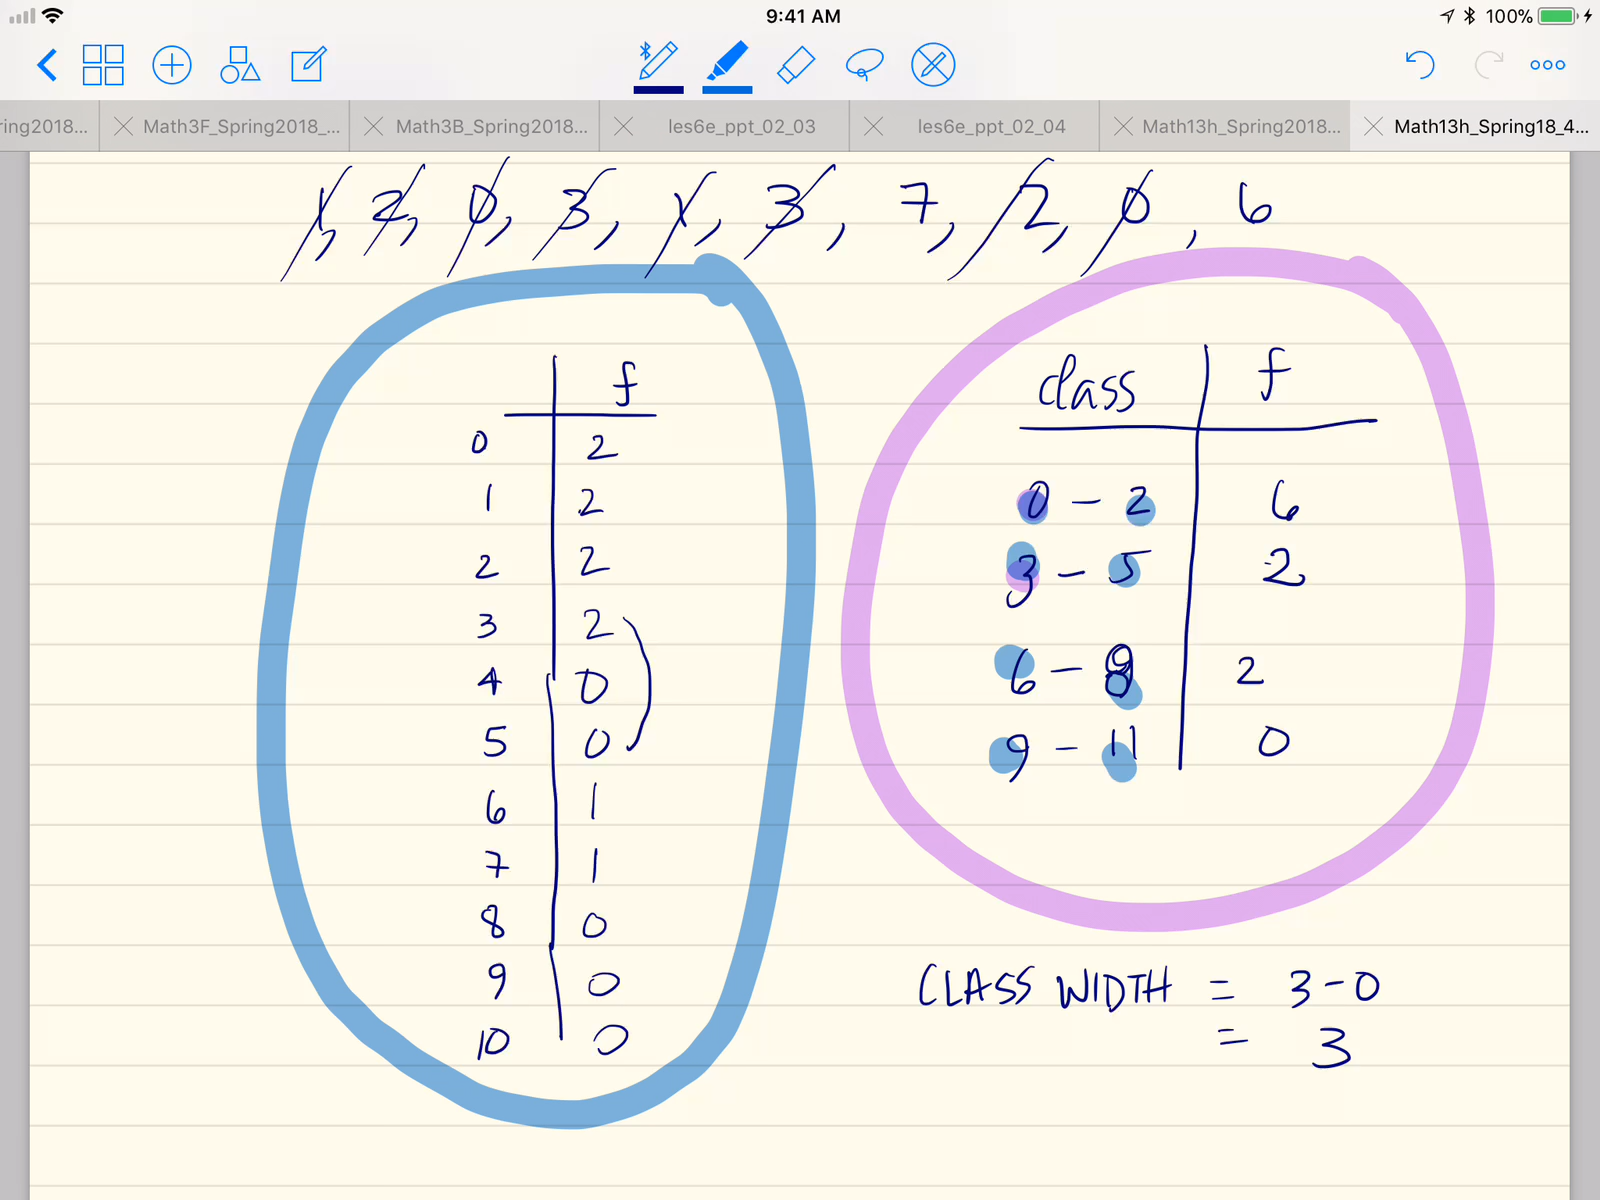 9:41 AM 100%
ing2018... Math3F_Spring2018_... Math3B_Spring2018... les6e_ppt_02_03 les6e_ppt_02_04 Math13h_Spring2018... Math13h_Spring18_4...
1, 2, 0, 3, 1, 3, 7, 2, 0, 6
f
0 2
1 2
2 2
3 2
4 0
5 0
6 1
7 1
8 0
9 0
10 0
class f
0 - 2 6
3 - 5 2
6 - 8 2
9 - 11 0
CLASS WIDTH = 3-0
= 3